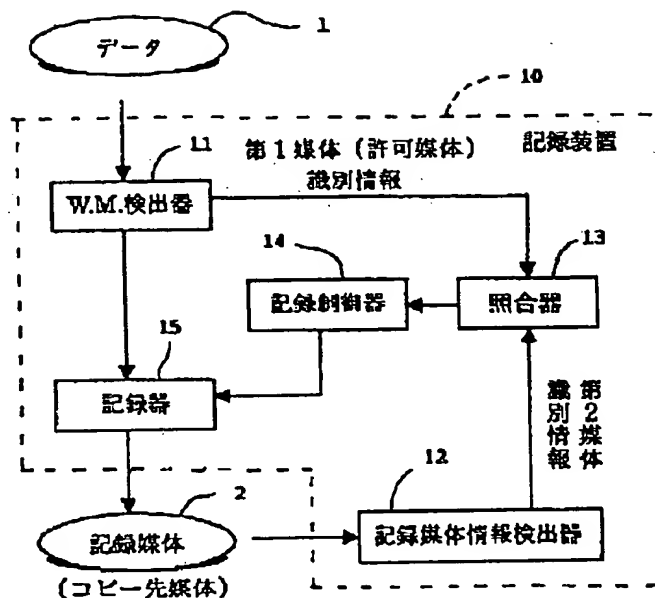 1
データ
10
11
第1媒体(許可媒体)
識別情報
記録装置
W.M.検出器
14
13
記録制御器
照合器
15
記録器
第2媒体
識別情報
2
12
記録媒体
記録媒体情報検出器
(コピー先媒体)